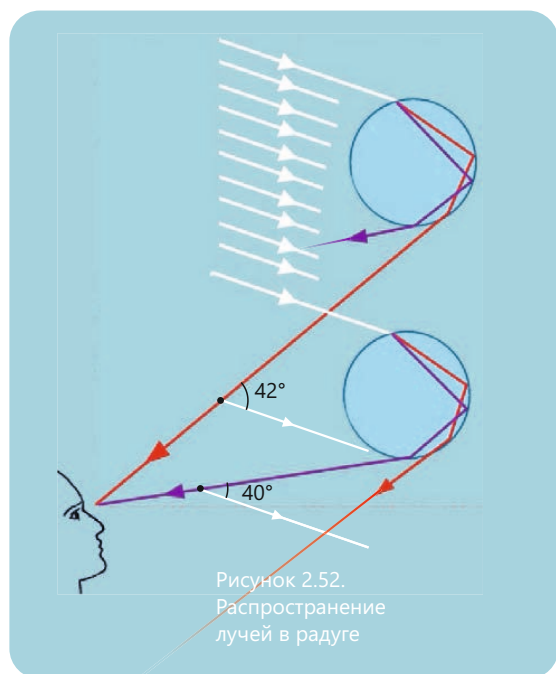 42°
40°
Рисунок 2.52.
Распространение
лучей в радуге